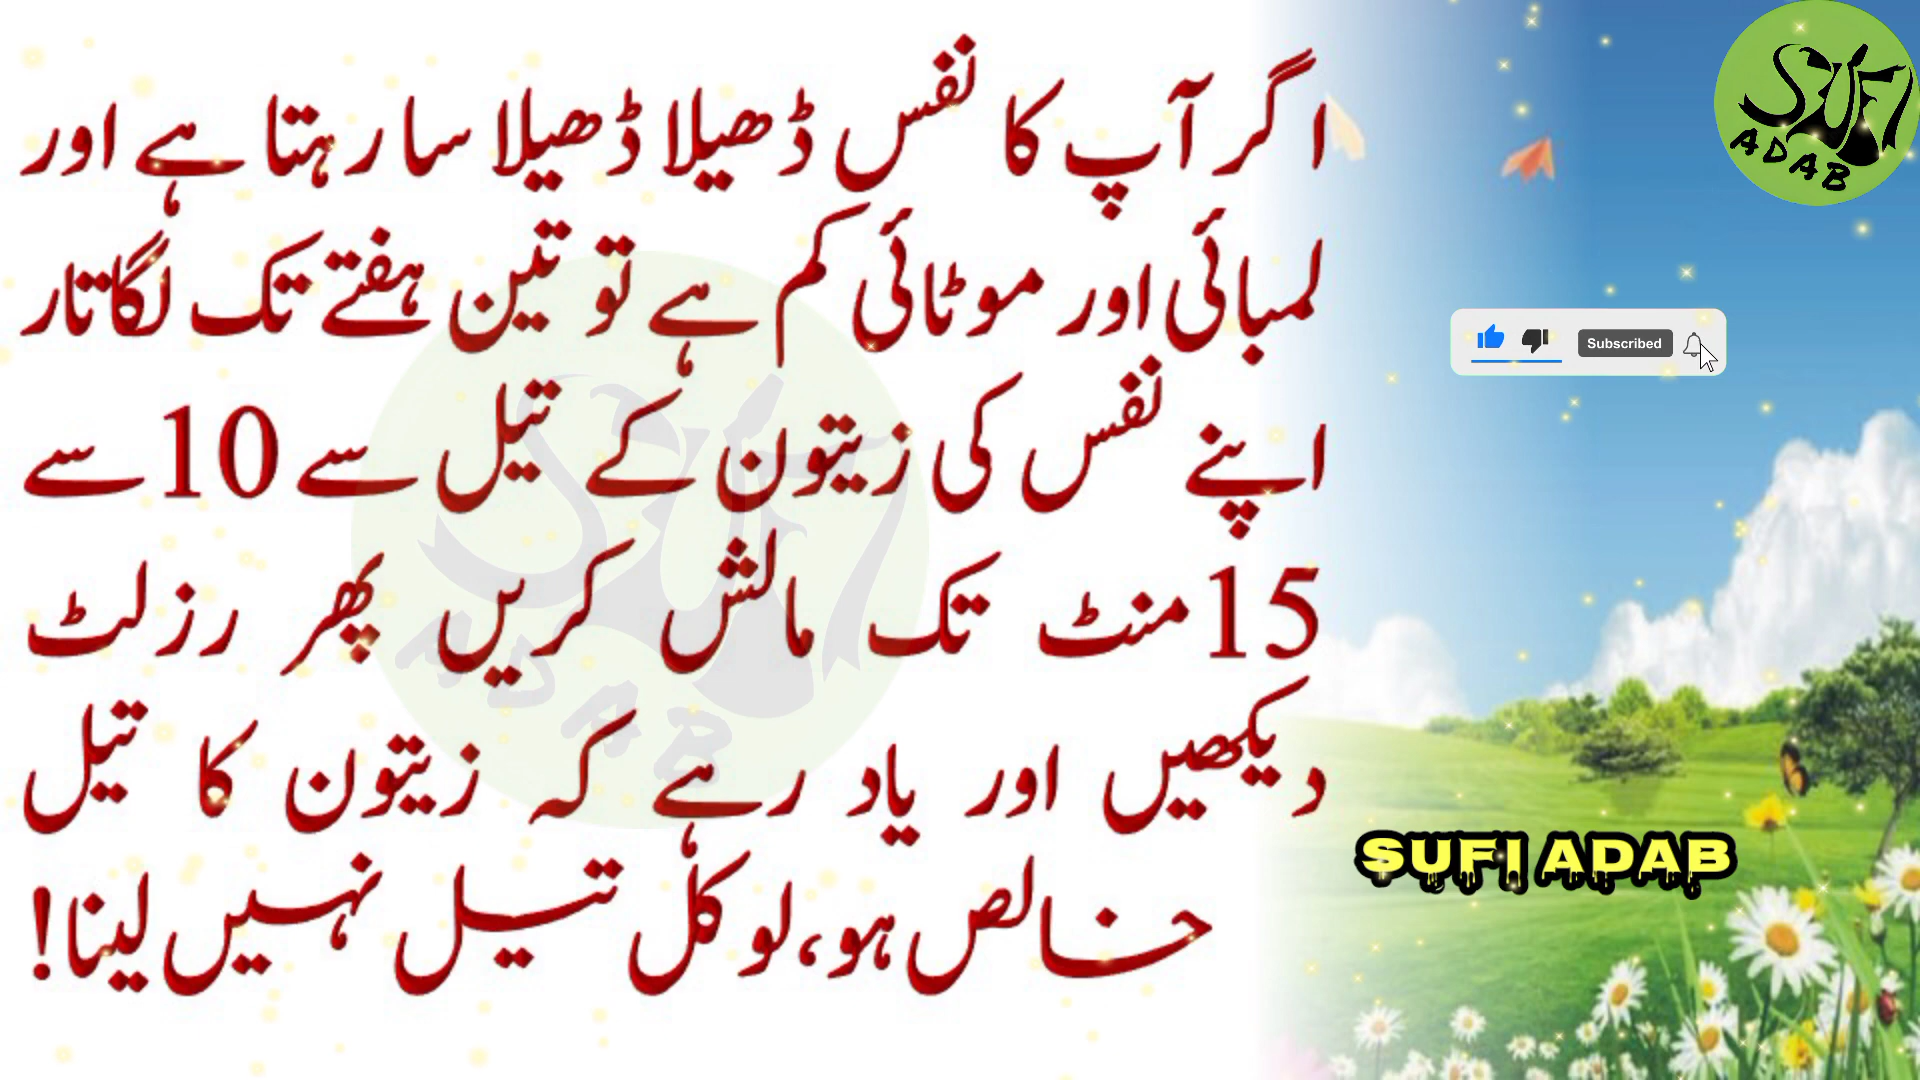 اگر آپ کا نفس ڈھیلا ڈھیلا سا رہتا ہے اور
لمبائی اور موٹائی کم ہے تو تین ہفتے تک لگاتار
اپنے نفس کی زیتون کے تیل سے 10 سے
15 منٹ تک مالش کریں پھر رزلٹ
دیکھیں اور یاد رہے کہ زیتون کا تیل
خالص ہو، لوکل تیل نہیں لینا!
SUFI
ADAB
Subscribed
SUFI ADAB
SUFI
ADAB